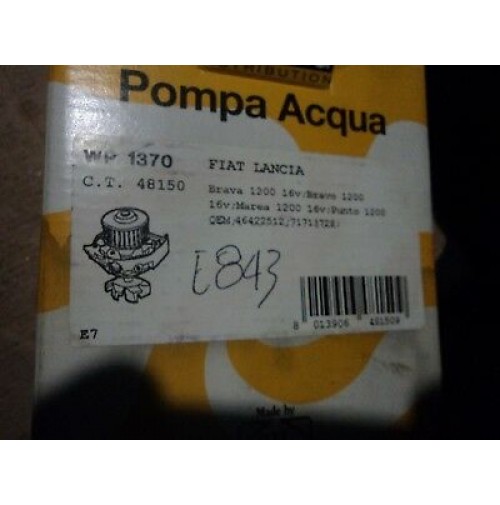 DISTRIBUTION
Pompa Acqua
WP 1370
FIAT LANCIA
C.T. 48150
Brava 1200 16v/Bravo 1200
16v/Marea 1200 16v/Punto 1200
OEM/46422512/71713728/
E843
8 013906 481509
E7
Made by